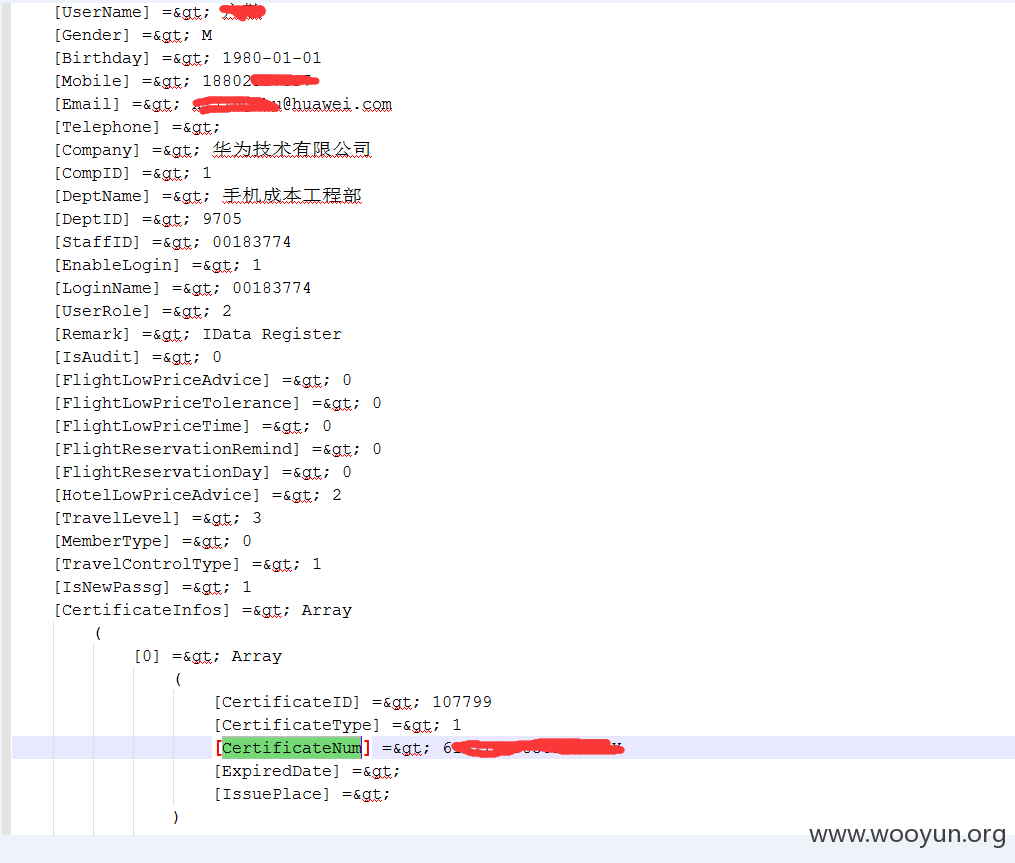 [UserName] =&gt;
[Gender] =&gt; M
[Birthday] =&gt; 1980-01-01
[Mobile] =&gt; 18802
[Email] =&gt; @huawei.com
[Telephone] =&gt;
[Company] =&gt; 华为技术有限公司
[CompID] =&gt; 1
[DeptName] =&gt; 手机成本工程部
[DeptID] =&gt; 9705
[StaffID] =&gt; 00183774
[EnableLogin] =&gt; 1
[LoginName] =&gt; 00183774
[UserRole] =&gt; 2
[Remark] =&gt; IData Register
[IsAudit] =&gt; 0
[FlightLowPriceAdvice] =&gt; 0
[FlightLowPriceTolerance] =&gt; 0
[FlightLowPriceTime] =&gt; 0
[FlightReservationRemind] =&gt; 0
[FlightReservationDay] =&gt; 0
[HotelLowPriceAdvice] =&gt; 2
[TravelLevel] =&gt; 3
[MemberType] =&gt; 0
[TravelControlType] =&gt; 1
[IsNewPassg] =&gt; 1
[CertificateInfos] =&gt; Array
(
[0] =&gt; Array
(
[CertificateID] =&gt; 107799
[CertificateType] =&gt; 1
[CertificateNum] =&gt; 6
[ExpiredDate] =&gt;
[IssuePlace] =&gt;
)
www.wooyun.org